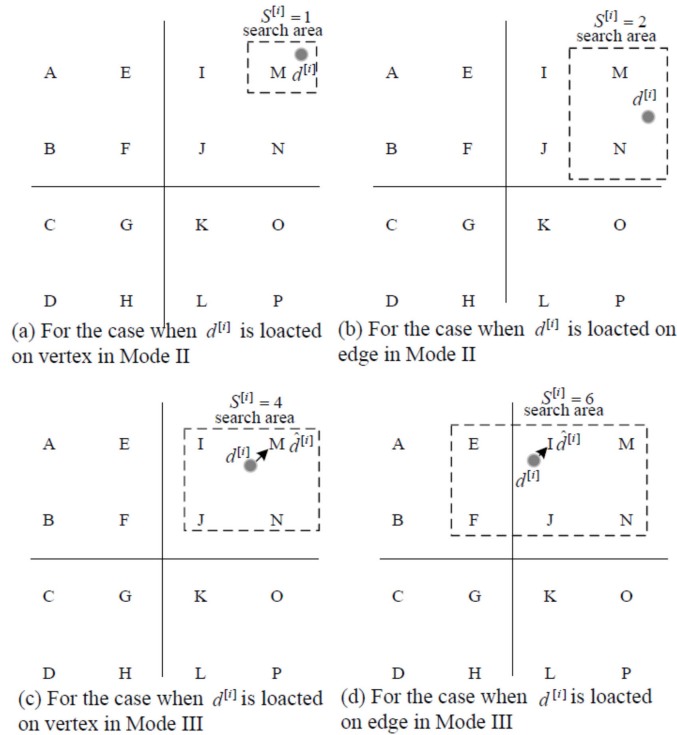 S^[i] = 1
search area
A E I M d^[i]
B F J N
C G K O
D H L P
(a) For the case when d^[i] is loacted
on vertex in Mode II
S^[i] = 2
search area
A E I M
d^[i]
B F J N
C G K O
D H L P
(b) For the case when d^[i] is loacted on
edge in Mode II
S^[i] = 4
search area
A E I M d̂^[i]
d^[i]
B F J N
C G K O
D H L P
(c) For the case when d^[i] is loacted
on vertex in Mode III
S^[i] = 6
search area
A E I d̂^[i] M
d^[i]
B F J N
C G K O
D H L P
(d) For the case when d^[i] is loacted
on edge in Mode III